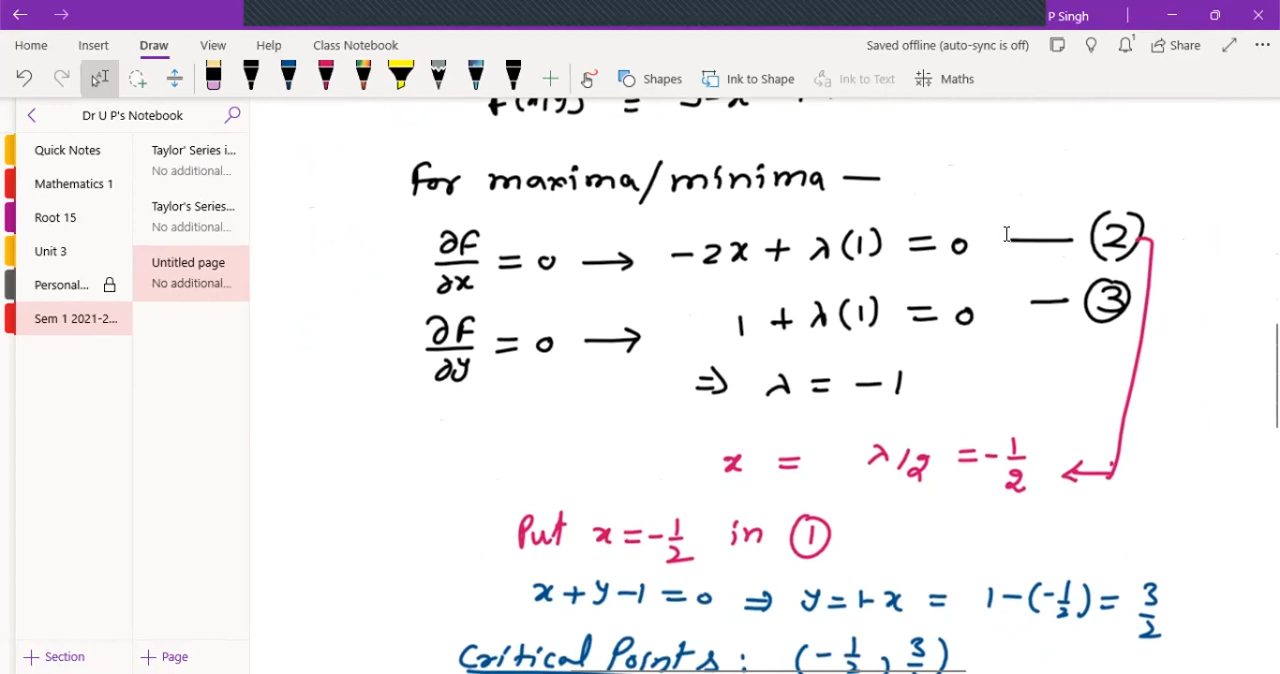 P Singh
Home Insert Draw View Help Class Notebook Saved offline (auto-sync is off) Share
Shapes Ink to Shape Ink to Text Maths
Dr U P's Notebook
Quick Notes
Mathematics 1
Root 15
Unit 3
Personal...
Sem 1 2021-2...
Taylor' Series i...
No additional...
Taylor's Series...
No additional...
Untitled page
No additional...
+ Section
+ Page
For maxima/minima —
∂F/∂x = 0 → -2x + λ(1) = 0 — (2)
∂F/∂y = 0 → 1 + λ(1) = 0 — (3)
⇒ λ = -1
x = λ/2 = -1/2
Put x = -1/2 in (1)
x + y - 1 = 0 ⇒ y = 1-x = 1-(-1/2) = 3/2
Critical Points : (-1/2, 3/